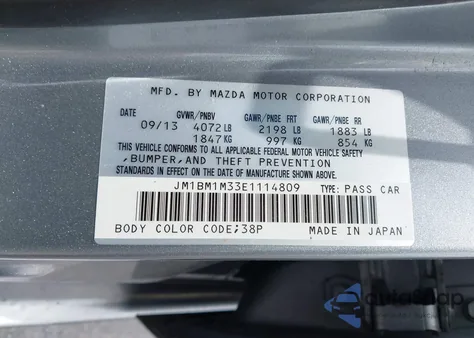 MFD. BY MAZDA MOTOR CORPORATION
DATE GVWR/PNBV GAWR/PNBE FRT GAWR/PNBE RR
09/13 4072 LB 2198 LB 1883 LB
1847 KG 997 KG 854 KG
THIS VEHICLE CONFORMS TO ALL APPLICABLE FEDERAL MOTOR VEHICLE SAFETY
,BUMPER,AND THEFT PREVENTION
STANDARDS IN EFFECT ON THE DATE OF MANUFACTURE SHOWN ABOVE.
JM1BM1M33E1114809 TYPE: PASS CAR
BODY COLOR CODE;38P MADE IN JAPAN